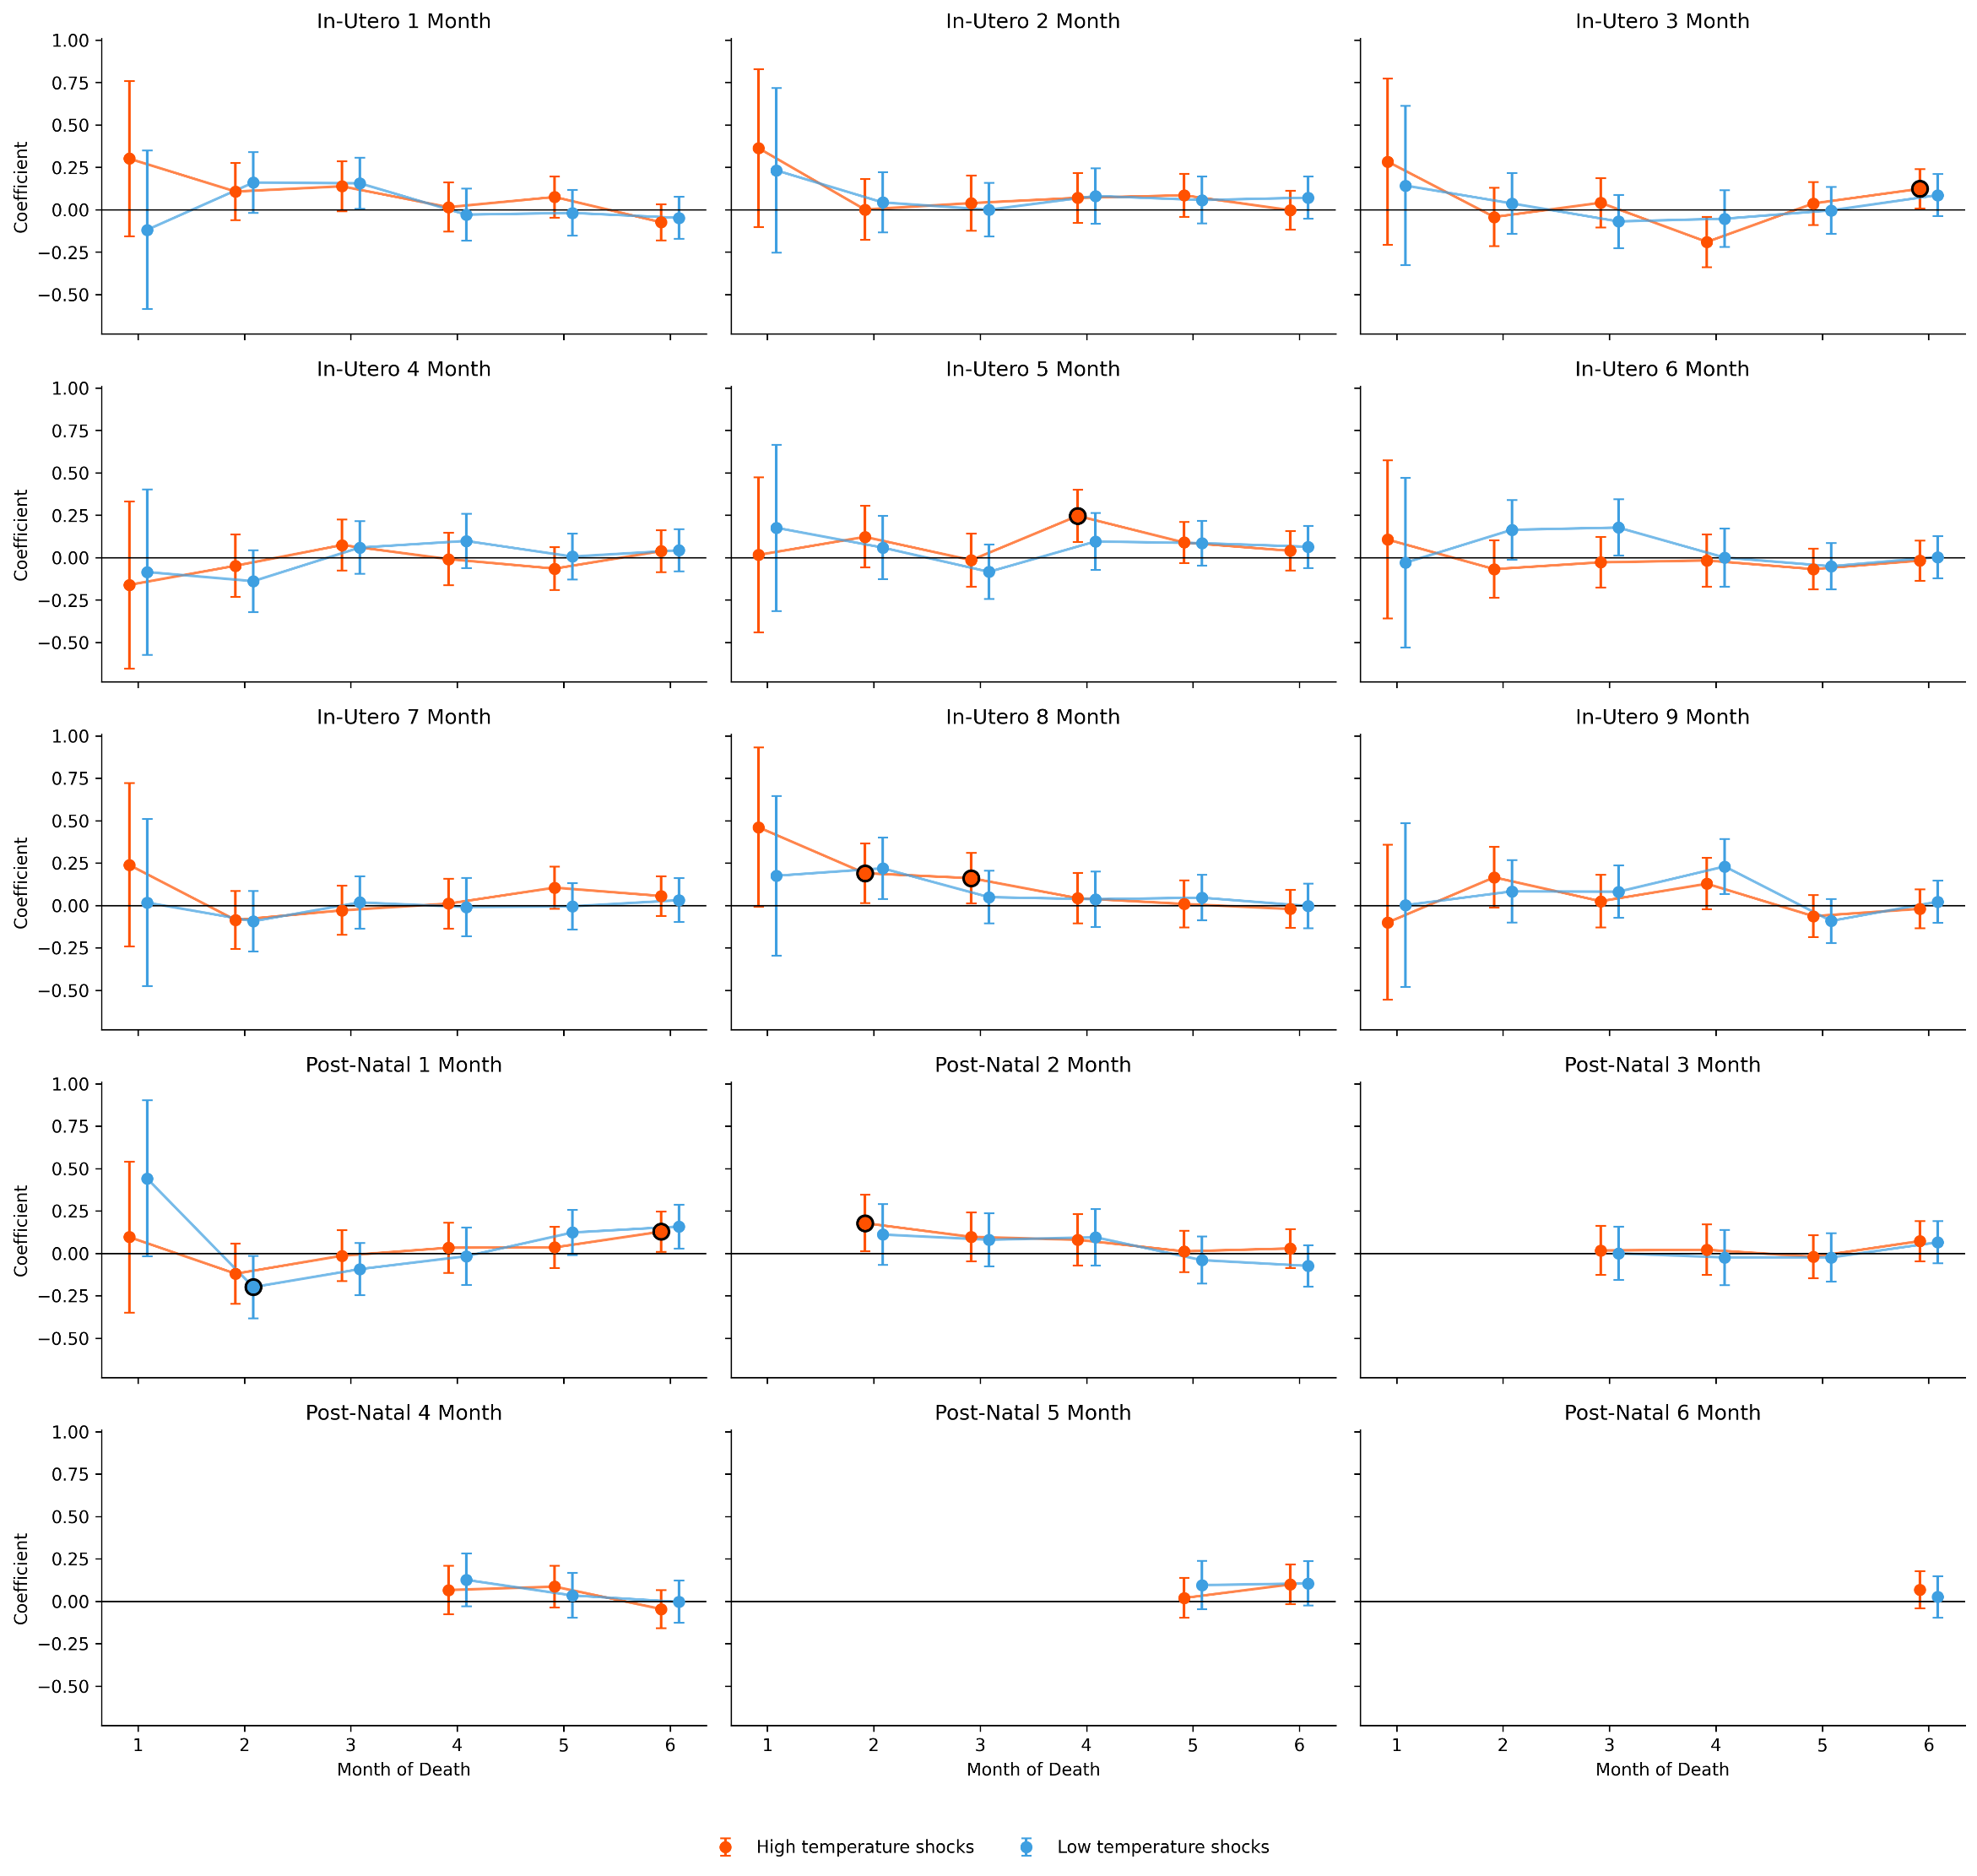 In-Utero 1 Month In-Utero 2 Month In-Utero 3 Month
1.00
0.75
0.50
0.25
0.00
−0.25
−0.50
Coefficient
In-Utero 4 Month In-Utero 5 Month In-Utero 6 Month
1.00
0.75
0.50
0.25
0.00
−0.25
−0.50
Coefficient
In-Utero 7 Month In-Utero 8 Month In-Utero 9 Month
1.00
0.75
0.50
0.25
0.00
−0.25
−0.50
Coefficient
Post-Natal 1 Month Post-Natal 2 Month Post-Natal 3 Month
1.00
0.75
0.50
0.25
0.00
−0.25
−0.50
Coefficient
Post-Natal 4 Month Post-Natal 5 Month Post-Natal 6 Month
1.00
0.75
0.50
0.25
0.00
−0.25
−0.50
Coefficient
1 2 3 4 5 6 1 2 3 4 5 6 1 2 3 4 5 6
Month of Death Month of Death Month of Death
High temperature shocks Low temperature shocks